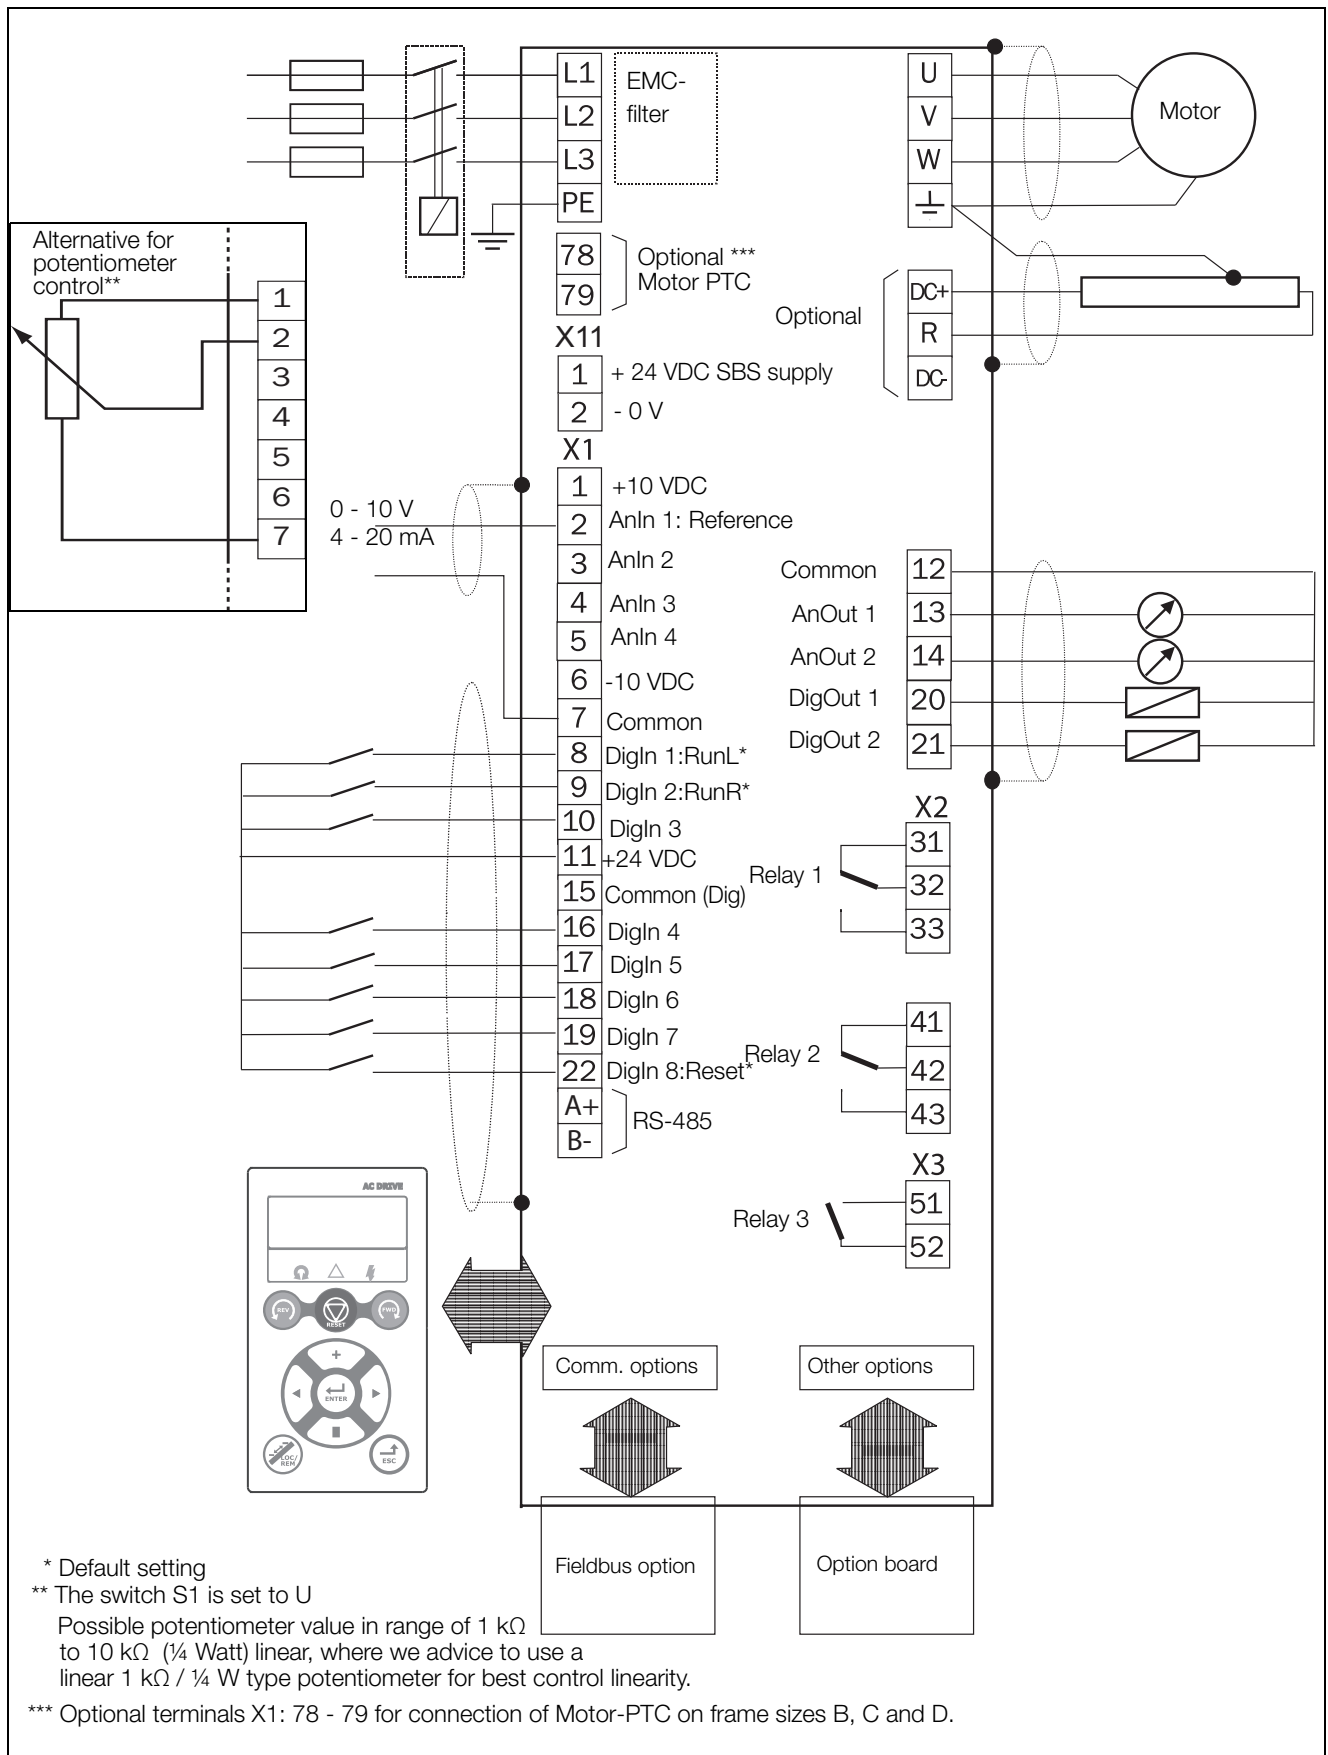 L1
L2
L3
PE
EMC-
filter
U
V
W
Motor
78
79
Optional ***
Motor PTC
X11
1 + 24 VDC SBS supply
2 - 0 V
Optional
DC+
R
DC-
Alternative for
potentiometer
control**
1
2
3
4
5
6
7
0 - 10 V
4 - 20 mA
X1
1 +10 VDC
2 AnIn 1: Reference
3 AnIn 2
4 AnIn 3
5 AnIn 4
6 -10 VDC
7 Common
8 DigIn 1:RunL*
9 DigIn 2:RunR*
10 DigIn 3
11 +24 VDC
15 Common (Dig)
16 DigIn 4
17 DigIn 5
18 DigIn 6
19 DigIn 7
22 DigIn 8:Reset*
A+
B-
RS-485
Common 12
AnOut 1 13
AnOut 2 14
DigOut 1 20
DigOut 2 21
X2
Relay 1
31
32
33
Relay 2
41
42
43
X3
Relay 3
51
52
AC DRIVE
REV
RESET
FWD
+
ENTER
LOC/
REM
ESC
Comm. options
Other options
Fieldbus option
Option board
* Default setting
** The switch S1 is set to U
Possible potentiometer value in range of 1 kΩ
to 10 kΩ (¼ Watt) linear, where we advice to use a
linear 1 kΩ / ¼ W type potentiometer for best control linearity.
*** Optional terminals X1: 78 - 79 for connection of Motor-PTC on frame sizes B, C and D.